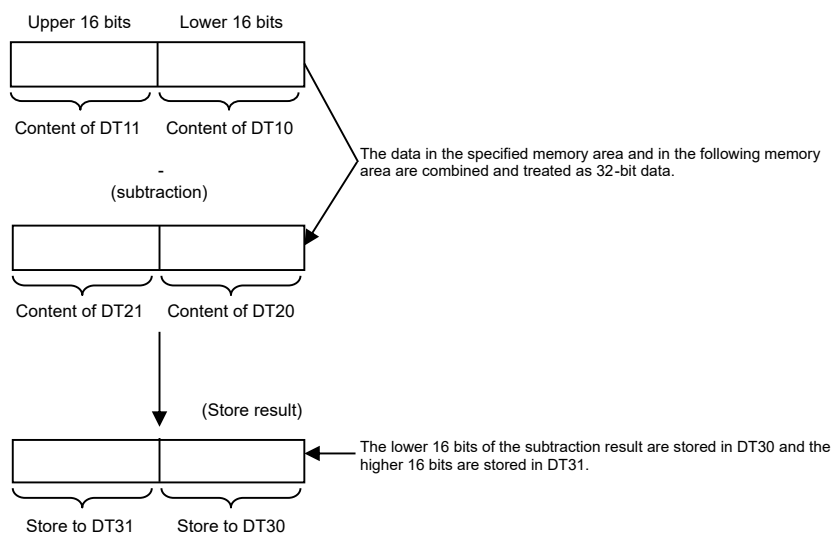 Upper 16 bits Lower 16 bits
Content of DT11 Content of DT10
The data in the specified memory area and in the following memory
area are combined and treated as 32-bit data.
-
(subtraction)
Content of DT21 Content of DT20
(Store result)
The lower 16 bits of the subtraction result are stored in DT30 and the
higher 16 bits are stored in DT31.
Store to DT31 Store to DT30